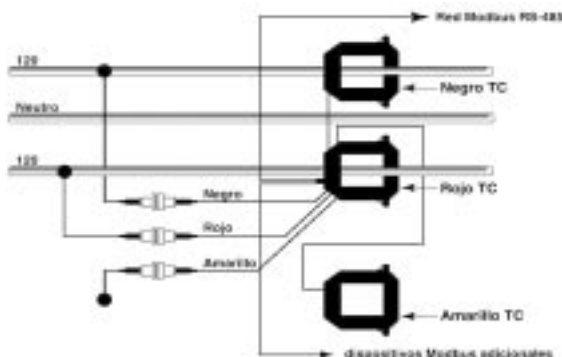 Red Modbus RS-485
120
Negro TC
Neutro
120
Negro
Rojo TC
Rojo
Amarillo
Amarillo TC
dispositivos Modbus adicionales